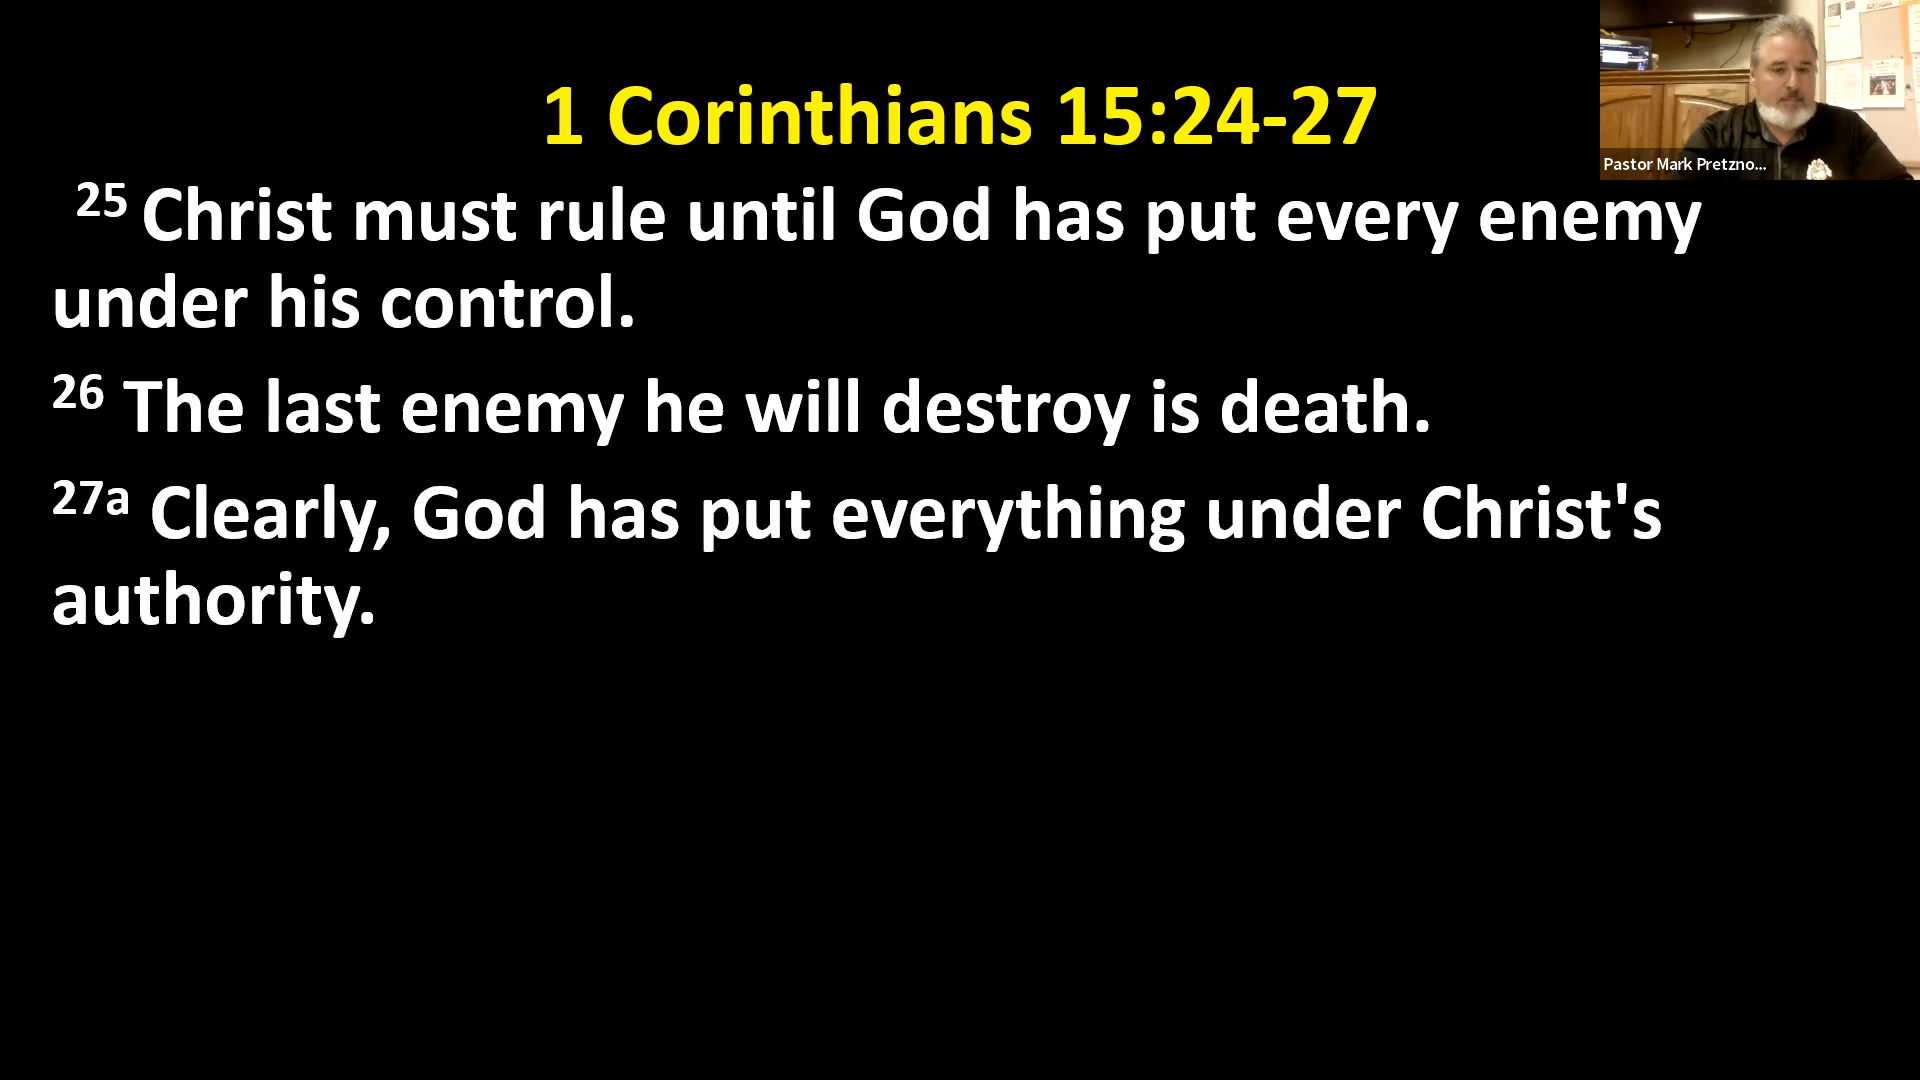 1 Corinthians 15:24-27
Pastor Mark Pretzno...
25 Christ must rule until God has put every enemy
under his control.
26 The last enemy he will destroy is death.
27a Clearly, God has put everything under Christ's
authority.